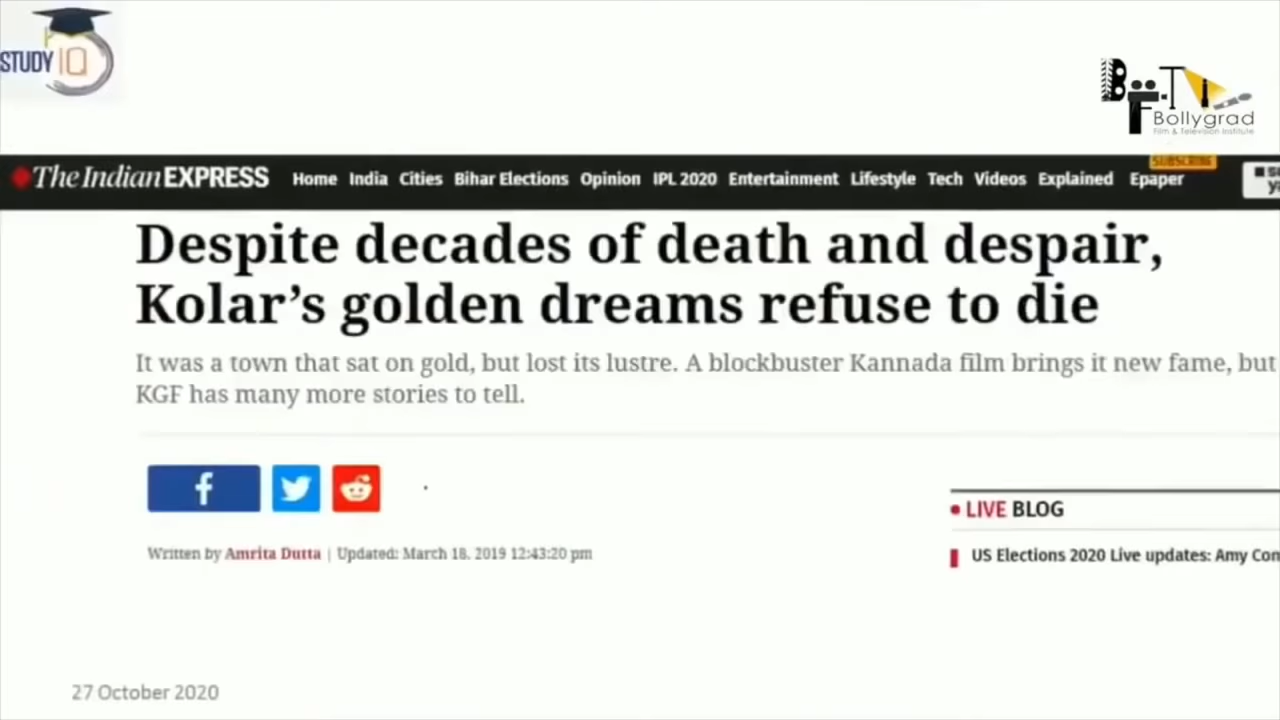 STUDY IQ
BFT
Bollygrad
Film & Television Institute
SUBSCRIBE
The Indian EXPRESS Home India Cities Bihar Elections Opinion IPL 2020 Entertainment Lifestyle Tech Videos Explained Epaper
Despite decades of death and despair,
Kolar’s golden dreams refuse to die
It was a town that sat on gold, but lost its lustre. A blockbuster Kannada film brings it new fame, but
KGF has many more stories to tell.
LIVE BLOG
Written by Amrita Dutta | Updated: March 18, 2019 12:43:20 pm
US Elections 2020 Live updates: Amy Con
27 October 2020